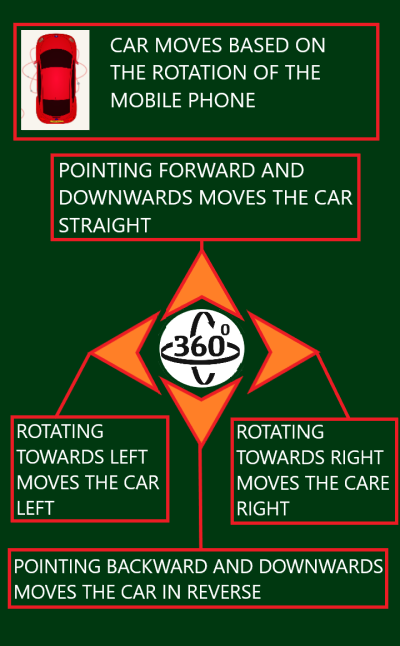 CAR MOVES BASED ON
THE ROTATION OF THE
MOBILE PHONE
POINTING FORWARD AND
DOWNWARDS MOVES THE CAR
STRAIGHT
360⁰
ROTATING
TOWARDS LEFT
MOVES THE CAR
LEFT
ROTATING
TOWARDS RIGHT
MOVES THE CARE
RIGHT
POINTING BACKWARD AND DOWNWARDS
MOVES THE CAR IN REVERSE